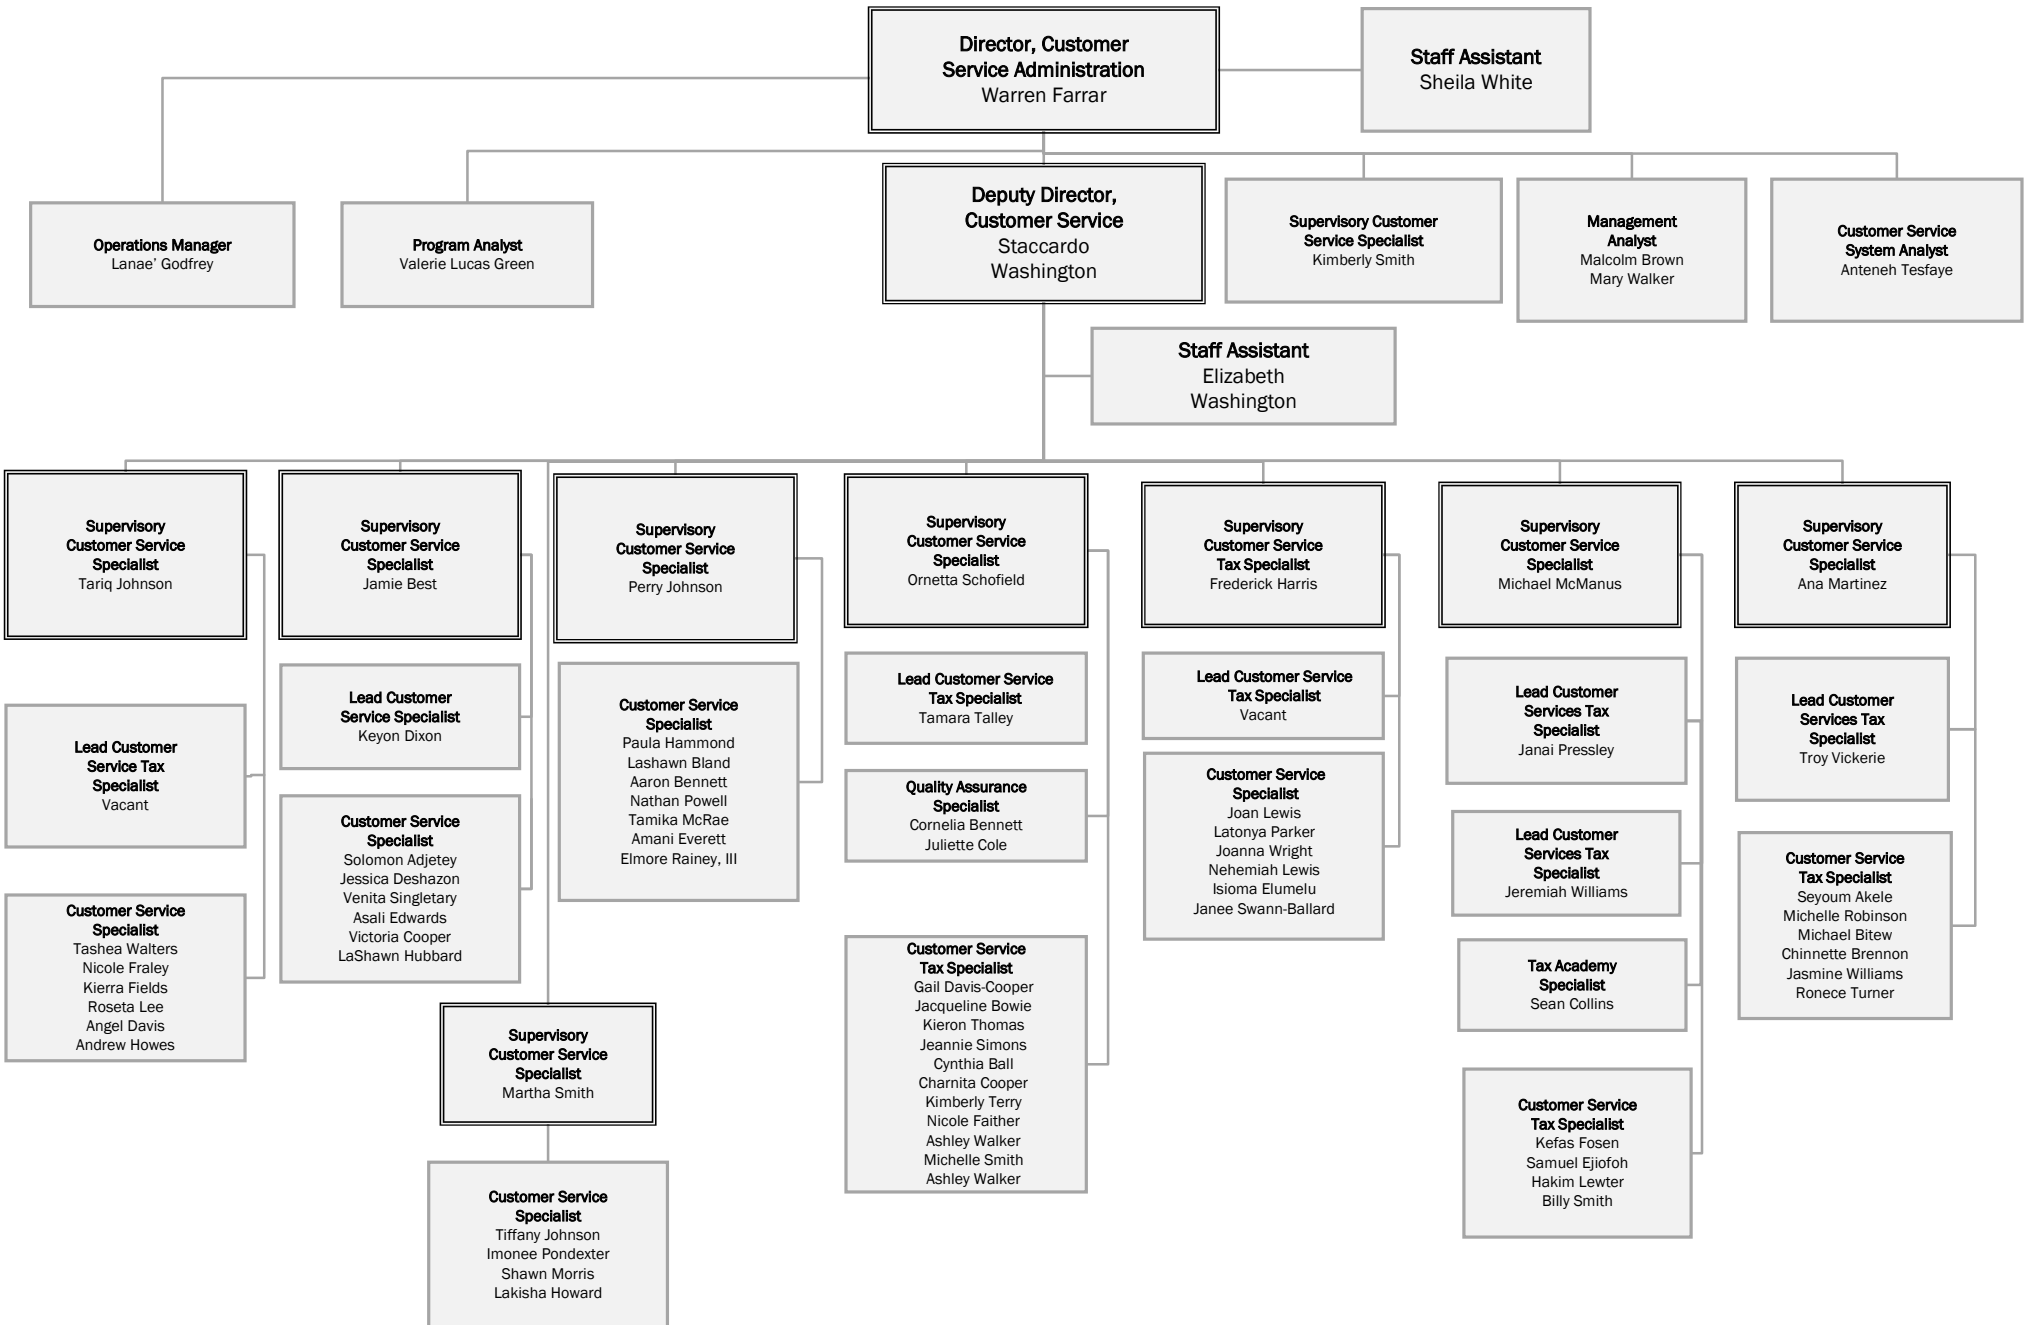 Director, Customer
Service Administration
Warren Farrar
Staff Assistant
Sheila White
Operations Manager
Lanae' Godfrey
Program Analyst
Valerie Lucas Green
Deputy Director,
Customer Service
Staccardo
Washington
Supervisory Customer
Service Specialist
Kimberly Smith
Management
Analyst
Malcolm Brown
Mary Walker
Customer Service
System Analyst
Anteneh Tesfaye
Staff Assistant
Elizabeth
Washington
Supervisory
Customer Service
Specialist
Tariq Johnson
Lead Customer
Service Tax
Specialist
Vacant
Customer Service
Specialist
Tashea Walters
Nicole Fraley
Kierra Fields
Roseta Lee
Angel Davis
Andrew Howes
Supervisory
Customer Service
Specialist
Jamie Best
Lead Customer
Service Specialist
Keyon Dixon
Customer Service
Specialist
Solomon Adjetey
Jessica Deshazon
Venita Singletary
Asali Edwards
Victoria Cooper
LaShawn Hubbard
Supervisory
Customer Service
Specialist
Martha Smith
Customer Service
Specialist
Tiffany Johnson
Imonee Pondexter
Shawn Morris
Lakisha Howard
Supervisory
Customer Service
Specialist
Perry Johnson
Customer Service
Specialist
Paula Hammond
Lashawn Bland
Aaron Bennett
Nathan Powell
Tamika McRae
Amani Everett
Elmore Rainey, III
Supervisory
Customer Service
Specialist
Ornetta Schofield
Lead Customer Service
Tax Specialist
Tamara Talley
Quality Assurance
Specialist
Cornelia Bennett
Juliette Cole
Customer Service
Tax Specialist
Gail Davis-Cooper
Jacqueline Bowie
Kieron Thomas
Jeannie Simons
Cynthia Ball
Charnita Cooper
Kimberly Terry
Nicole Faither
Ashley Walker
Michelle Smith
Ashley Walker
Supervisory
Customer Service
Tax Specialist
Frederick Harris
Lead Customer Service
Tax Specialist
Vacant
Customer Service
Specialist
Joan Lewis
Latonya Parker
Joanna Wright
Nehemiah Lewis
Isioma Elumelu
Janee Swann-Ballard
Supervisory
Customer Service
Specialist
Michael McManus
Lead Customer
Services Tax
Specialist
Janai Pressley
Lead Customer
Services Tax
Specialist
Jeremiah Williams
Tax Academy
Specialist
Sean Collins
Customer Service
Tax Specialist
Kefas Fosen
Samuel Ejiofoh
Hakim Lewter
Billy Smith
Supervisory
Customer Service
Specialist
Ana Martinez
Lead Customer
Services Tax
Specialist
Troy Vickerie
Customer Service
Tax Specialist
Seyoum Akele
Michelle Robinson
Michael Bitew
Chinnette Brennon
Jasmine Williams
Ronece Turner